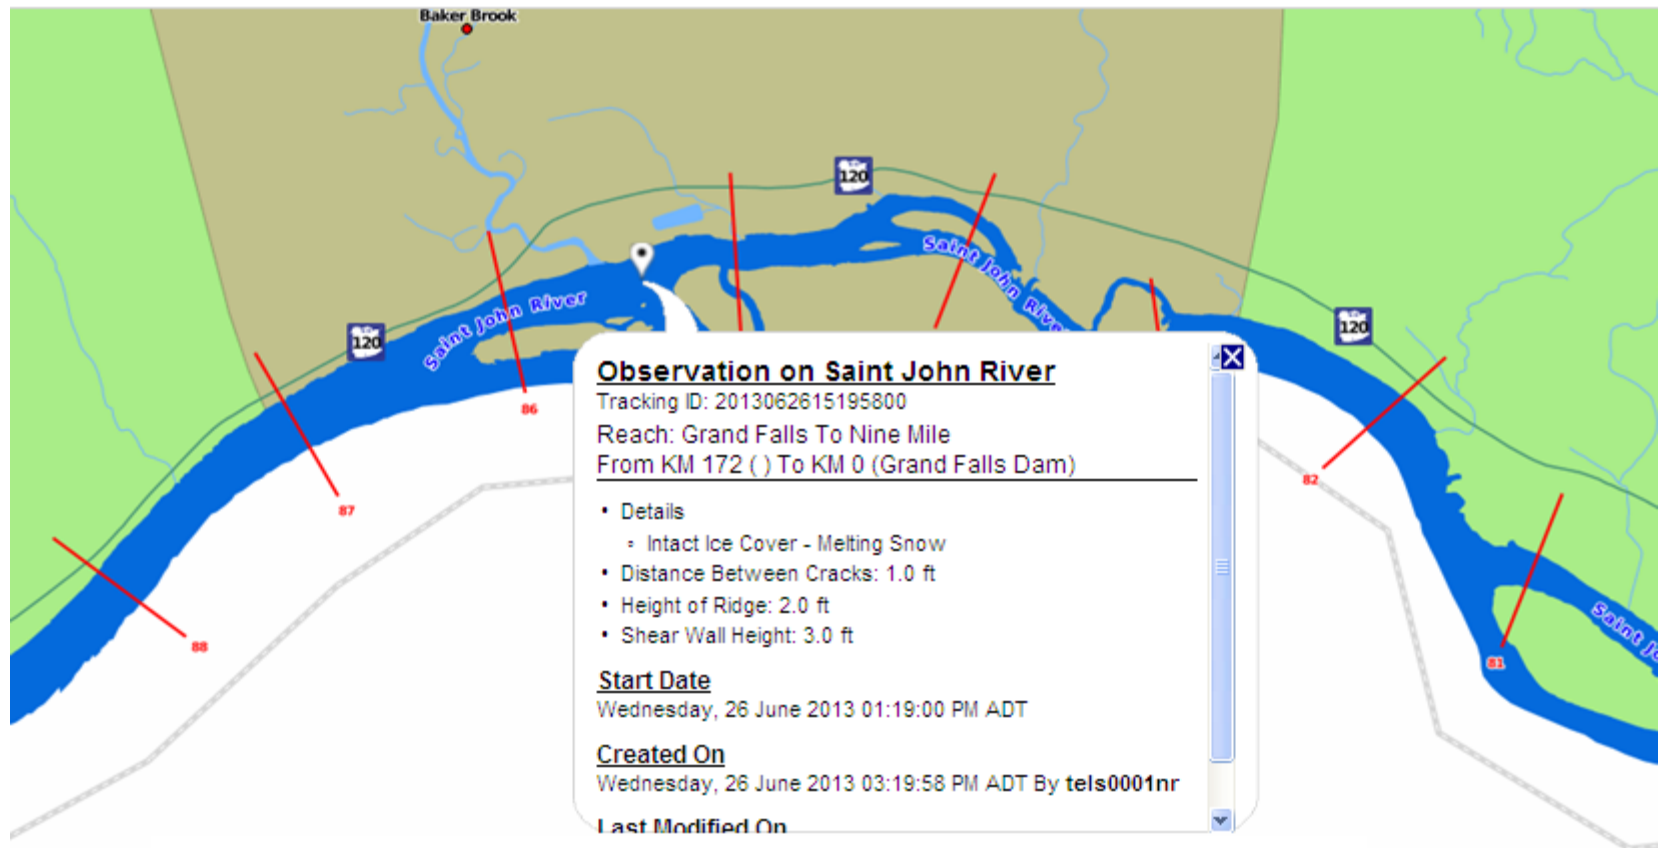 Baker Brook
120
Saint John River
120
Saint John River
120
86
87
88
82
81
Saint Jo
Observation on Saint John River
Tracking ID: 2013062615195800
Reach: Grand Falls To Nine Mile
From KM 172 ( ) To KM 0 (Grand Falls Dam)
• Details
◦ Intact Ice Cover - Melting Snow
• Distance Between Cracks: 1.0 ft
• Height of Ridge: 2.0 ft
• Shear Wall Height: 3.0 ft
Start Date
Wednesday, 26 June 2013 01:19:00 PM ADT
Created On
Wednesday, 26 June 2013 03:19:58 PM ADT By tels0001nr
Last Modified On